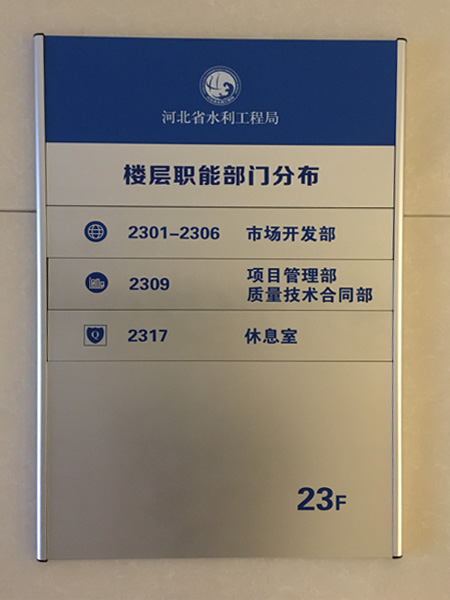 河北省水利工程局
楼层职能部门分布
2301-2306 市场开发部
2309 项目管理部
质量技术合同部
Q 2317 休息室
23F